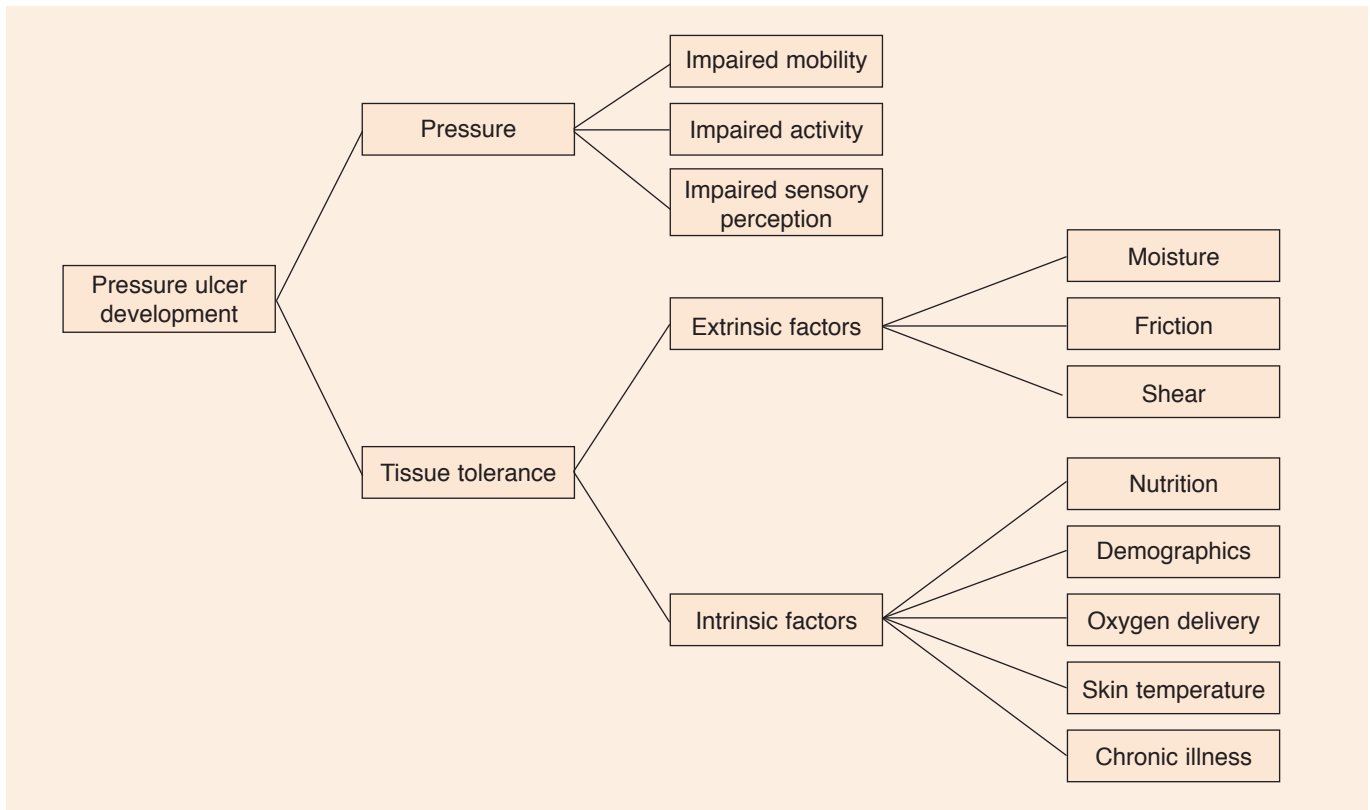 Pressure ulcer
development
Pressure
Impaired mobility
Impaired activity
Impaired sensory
perception
Tissue tolerance
Extrinsic factors
Moisture
Friction
Shear
Intrinsic factors
Nutrition
Demographics
Oxygen delivery
Skin temperature
Chronic illness